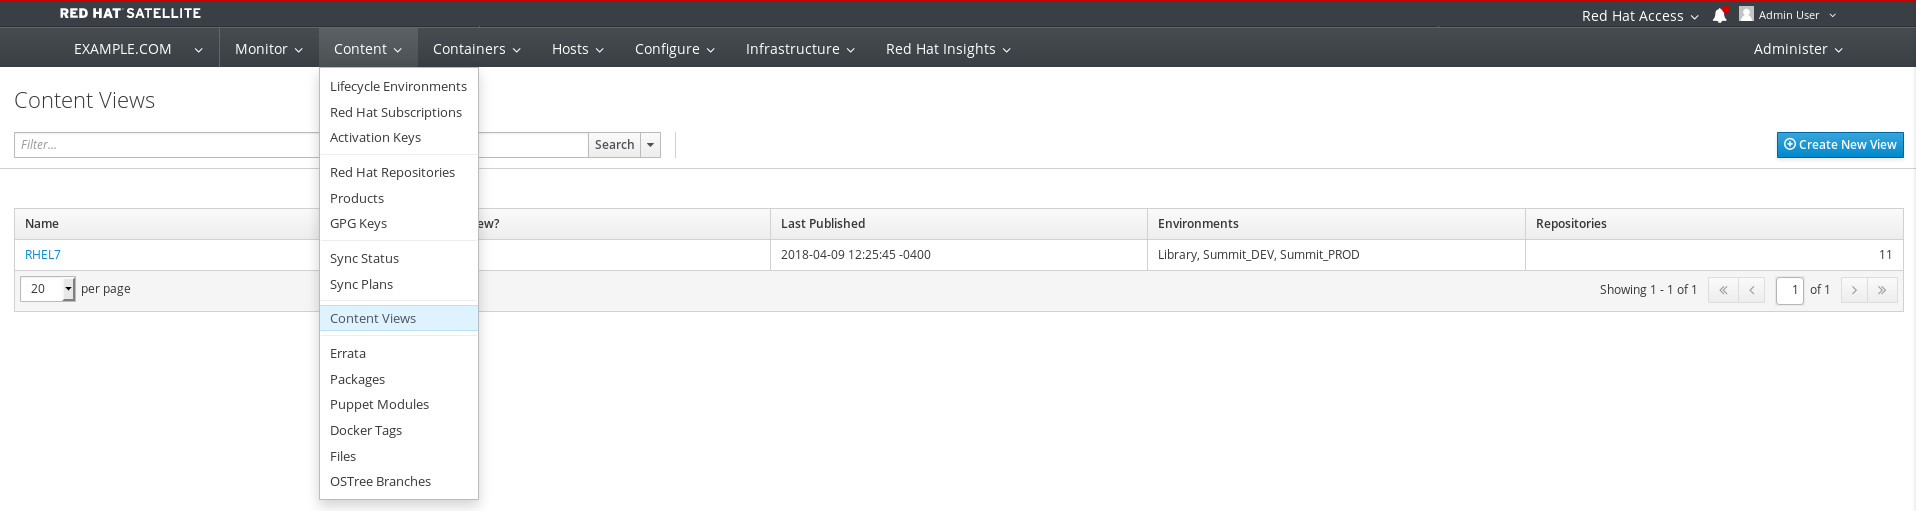 RED HAT SATELLITE
Red Hat Access Admin User
EXAMPLE.COM Monitor Content Containers Hosts Configure Infrastructure Red Hat Insights Administer
Lifecycle Environments
Red Hat Subscriptions
Activation Keys
Red Hat Repositories
Products
GPG Keys
Sync Status
Sync Plans
Content Views
Errata
Packages
Puppet Modules
Docker Tags
Files
OSTree Branches
Content Views
Filter... Search Create New View
Name ew? Last Published Environments Repositories
RHEL7 2018-04-09 12:25:45 -0400 Library, Summit_DEV, Summit_PROD 11
20 per page Showing 1 - 1 of 1 « < 1 of 1 > »